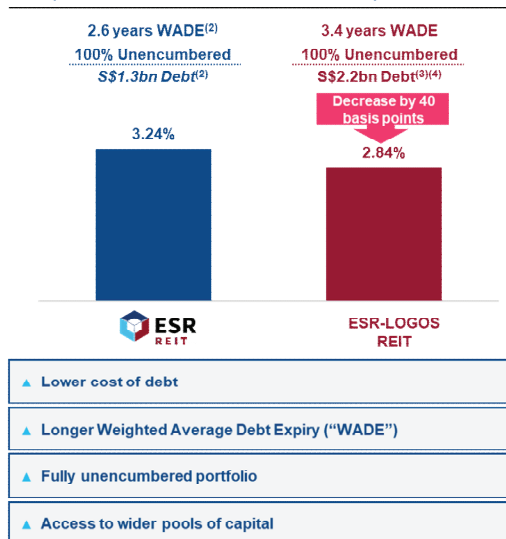 2.6 years WADE(2)
100% Unencumbered
S$1.3bn Debt(2)
3.4 years WADE
100% Unencumbered
S$2.2bn Debt(3)(4)
Decrease by 40
basis points
3.24%
2.84%
ESR
REIT
ESR-LOGOS
REIT
▲ Lower cost of debt
▲ Longer Weighted Average Debt Expiry (“WADE”)
▲ Fully unencumbered portfolio
▲ Access to wider pools of capital